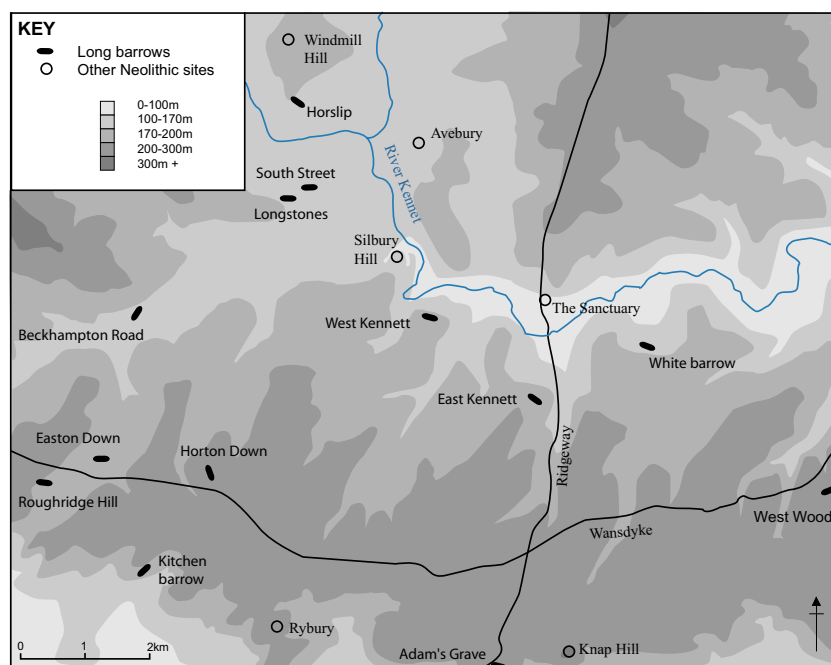 KEY
Long barrows
Other Neolithic sites
0-100m
100-170m
170-200m
200-300m
300m +
Windmill
Hill
Horslip
Avebury
River Kennet
South Street
Longstones
Silbury
Hill
The Sanctuary
West Kennett
Beckhampton Road
White barrow
East Kennett
Easton Down
Horton Down
Ridgeway
Roughridge Hill
West Wood
Wansdyke
Kitchen
barrow
Rybury
Knap Hill
Adam's Grave
0 1 2km